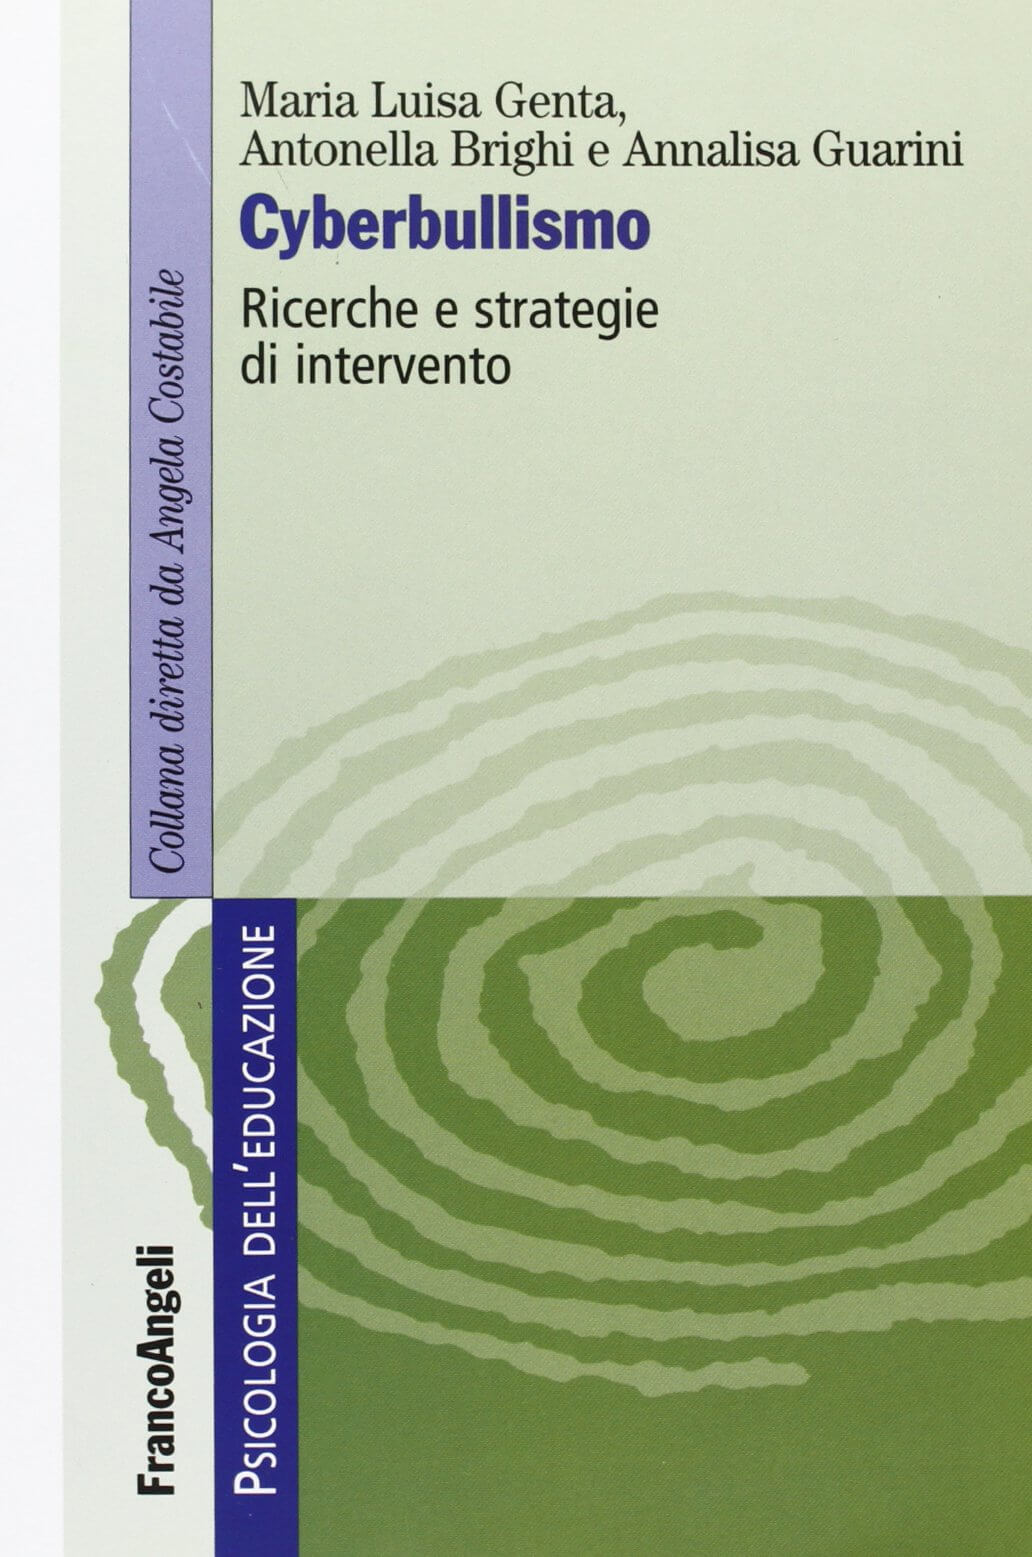 Maria Luisa Genta,
Antonella Brighi e Annalisa Guarini
Cyberbullismo
Ricerche e strategie
di intervento
Collana diretta da Angela Costabile
PSICOLOGIA DELL'EDUCAZIONE
FrancoAngeli